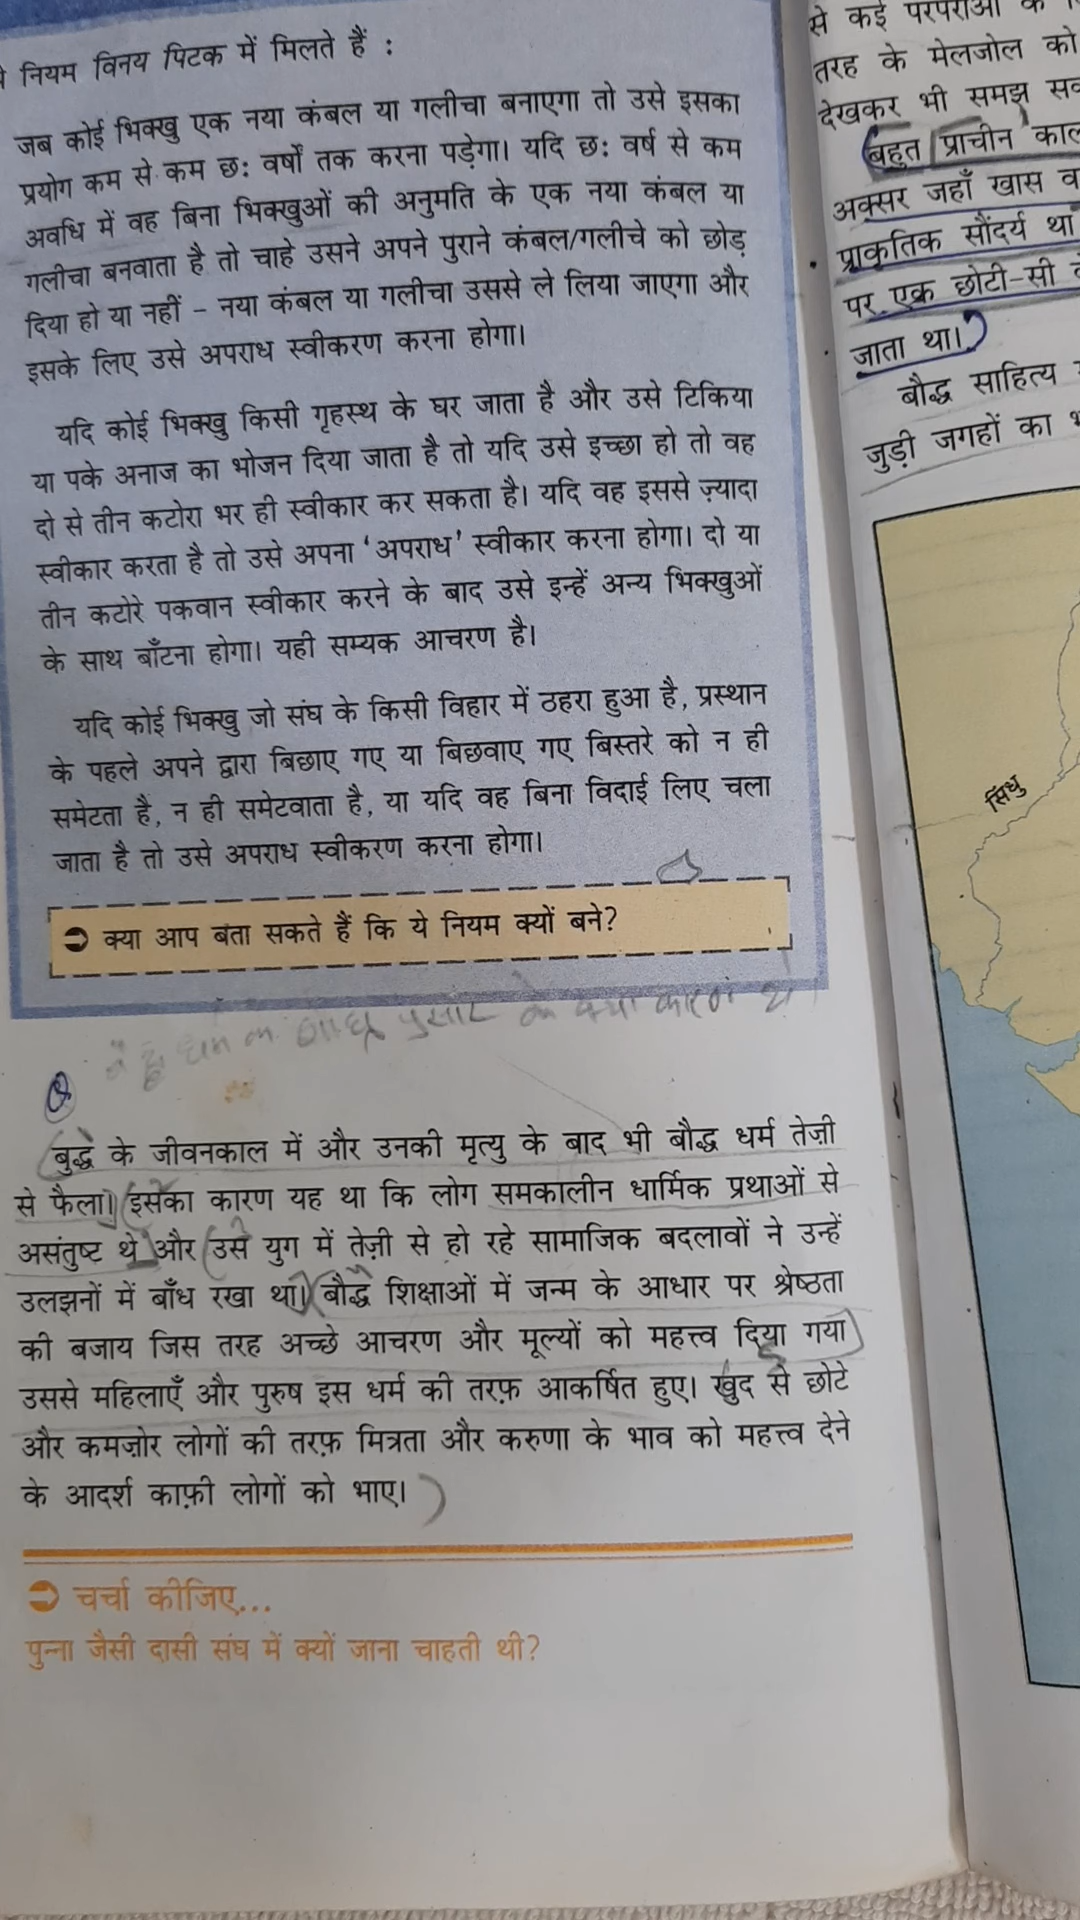 नियम विनय पिटक में मिलते हैं :
जब कोई भिक्खु एक नया कंबल या गलीचा बनाएगा तो उसे इसका
प्रयोग कम से कम छ: वर्षों तक करना पड़ेगा। यदि छ: वर्ष से कम
अवधि में वह बिना भिक्खुओं की अनुमति के एक नया कंबल या
गलीचा बनवाता है तो चाहे उसने अपने पुराने कंबल/गलीचे को छोड़
दिया हो या नहीं – नया कंबल या गलीचा उससे ले लिया जाएगा और
इसके लिए उसे अपराध स्वीकरण करना होगा।
यदि कोई भिक्खु किसी गृहस्थ के घर जाता है और उसे टिकिया
या पके अनाज का भोजन दिया जाता है तो यदि उसे इच्छा हो तो वह
दो से तीन कटोरा भर ही स्वीकार कर सकता है। यदि वह इससे ज़्यादा
स्वीकार करता है तो उसे अपना ‘अपराध’ स्वीकार करना होगा। दो या
तीन कटोरे पकवान स्वीकार करने के बाद उसे इन्हें अन्य भिक्खुओं
के साथ बाँटना होगा। यही सम्यक आचरण है।
यदि कोई भिक्खु जो संघ के किसी विहार में ठहरा हुआ है, प्रस्थान
के पहले अपने द्वारा बिछाए गए या बिछवाए गए बिस्तरे को न ही
समेटता है, न ही समेटवाता है, या यदि वह बिना विदाई लिए चला
जाता है तो उसे अपराध स्वीकरण करना होगा।
➲ क्या आप बता सकते हैं कि ये नियम क्यों बने?
बुद्ध के जीवनकाल में और उनकी मृत्यु के बाद भी बौद्ध धर्म तेज़ी
से फैला। इसका कारण यह था कि लोग समकालीन धार्मिक प्रथाओं से
असंतुष्ट थे और उस युग में तेज़ी से हो रहे सामाजिक बदलावों ने उन्हें
उलझनों में बाँध रखा था। बौद्ध शिक्षाओं में जन्म के आधार पर श्रेष्ठता
की बजाय जिस तरह अच्छे आचरण और मूल्यों को महत्त्व दिया गया
उससे महिलाएँ और पुरुष इस धर्म की तरफ़ आकर्षित हुए। खुद से छोटे
और कमज़ोर लोगों की तरफ़ मित्रता और करुणा के भाव को महत्त्व देने
के आदर्श काफ़ी लोगों को भाए।
➲ चर्चा कीजिए...
पुन्ना जैसी दासी संघ में क्यों जाना चाहती थी?
से कई परंपराओं के
तरह के मेलजोल को
देखकर भी समझ
बहुत प्राचीन काल
अक्सर जहाँ खास
प्राकृतिक सौंदर्य था
पर एक छोटी-सी
जाता था।
बौद्ध साहित्य
जुड़ी जगहों का
सिंधु